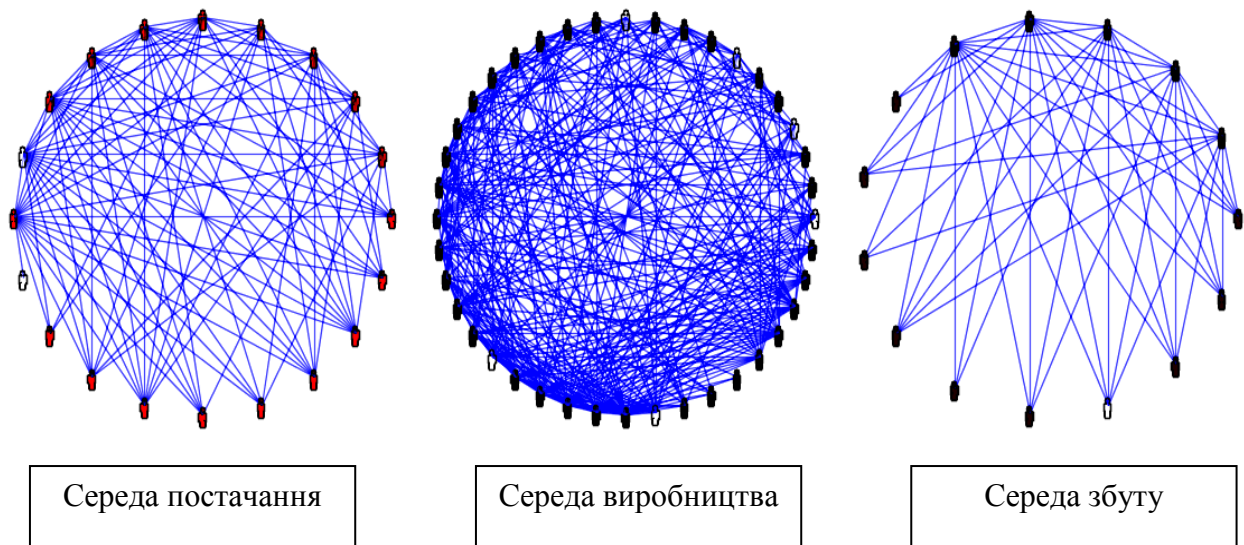 Середа постачання
Середа виробництва
Середа збуту